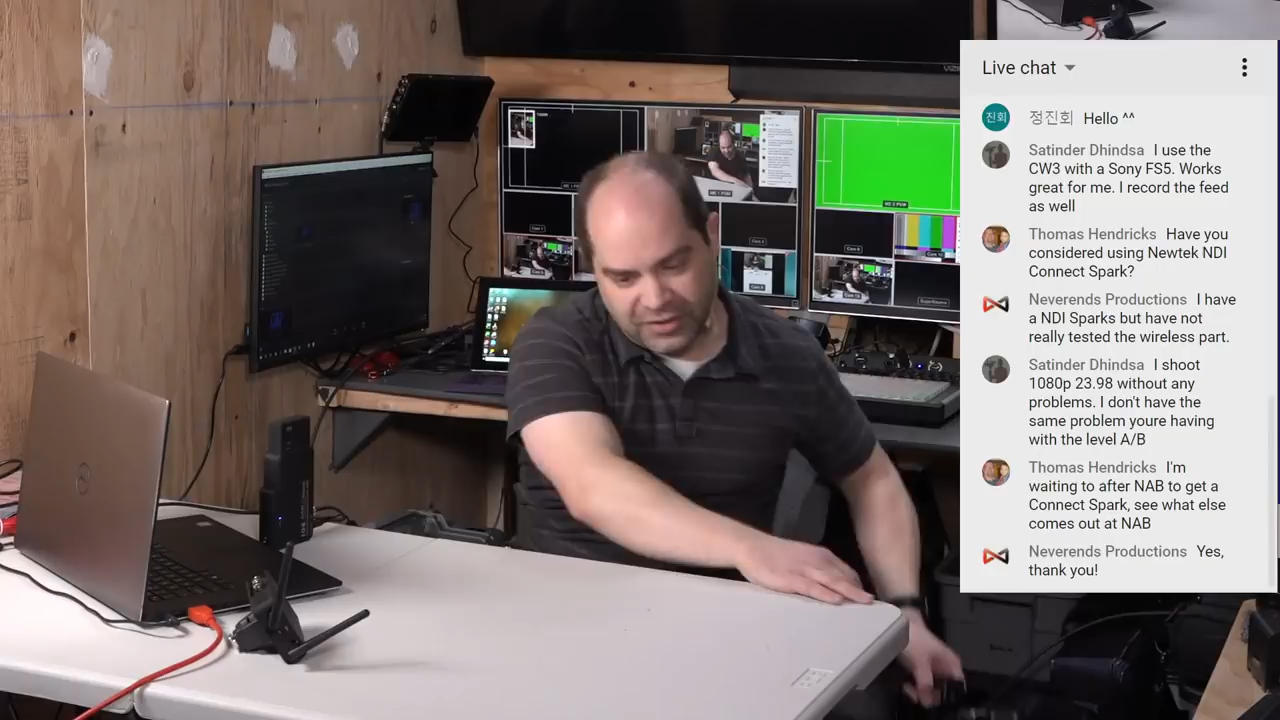 Live chat
진회
정진회 Hello ^^
Satinder Dhindsa I use the
CW3 with a Sony FS5. Works
great for me. I record the feed
as well
Thomas Hendricks Have you
considered using Newtek NDI
Connect Spark?
Neverends Productions I have
a NDI Sparks but have not
really tested the wireless part.
Satinder Dhindsa I shoot
1080p 23.98 without any
problems. I don't have the
same problem youre having
with the level A/B
Thomas Hendricks I'm
waiting to after NAB to get a
Connect Spark, see what else
comes out at NAB
Neverends Productions Yes,
thank you!